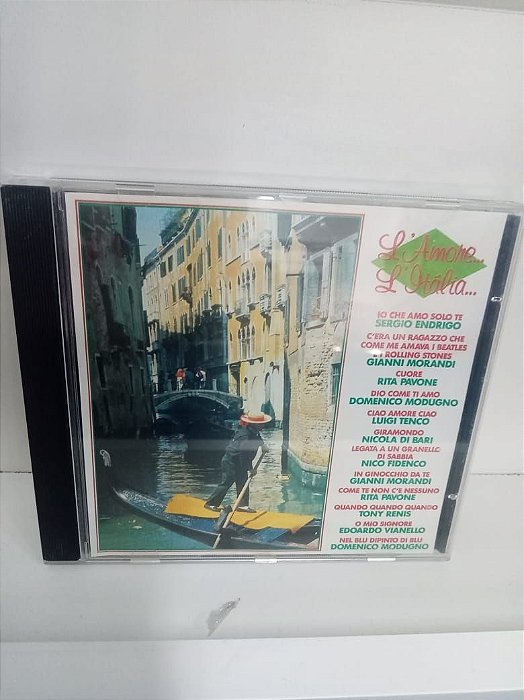 L'Amore...
L'Italia...
IO CHE AMO SOLO TE
SERGIO ENDRIGO
C'ERA UN RAGAZZO CHE
COME ME AMAVA I BEATLES
E I ROLLING STONES
GIANNI MORANDI
CUORE
RITA PAVONE
DIO COME TI AMO
DOMENICO MODUGNO
CIAO AMORE CIAO
LUIGI TENCO
GIRAMONDO
NICOLA DI BARI
LEGATA A UN GRANELLO
DI SABBIA
NICO FIDENCO
IN GINOCCHIO DA TE
GIANNI MORANDI
COME TE NON C'E NESSUNO
RITA PAVONE
QUANDO QUANDO QUANDO
TONY RENIS
O MIO SIGNORE
EDOARDO VIANELLO
NEL BLU DIPINTO DI BLU
DOMENICO MODUGNO